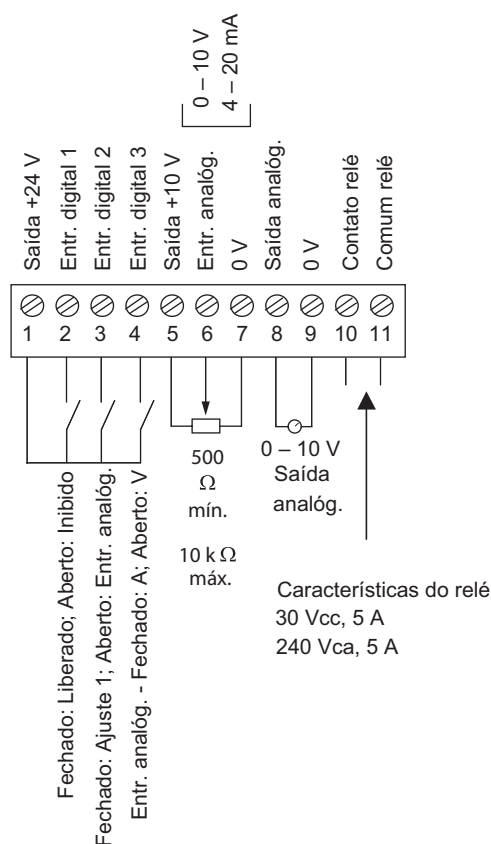 0 – 10 V
4 – 20 mA
Saída +24 V
Entr. digital 1
Entr. digital 2
Entr. digital 3
Saída +10 V
Entr. analóg.
0 V
Saída analóg.
0 V
Contato relé
Comum relé
1 2 3 4 5 6 7 8 9 10 11
500
Ω
mín.
10 k Ω
máx.
0 – 10 V
Saída
analóg.
Fechado: Liberado; Aberto: Inibido
Fechado: Ajuste 1; Aberto: Entr. analóg.
Entr. analóg. - Fechado: A; Aberto: V
Características do relé
30 Vcc, 5 A
240 Vca, 5 A